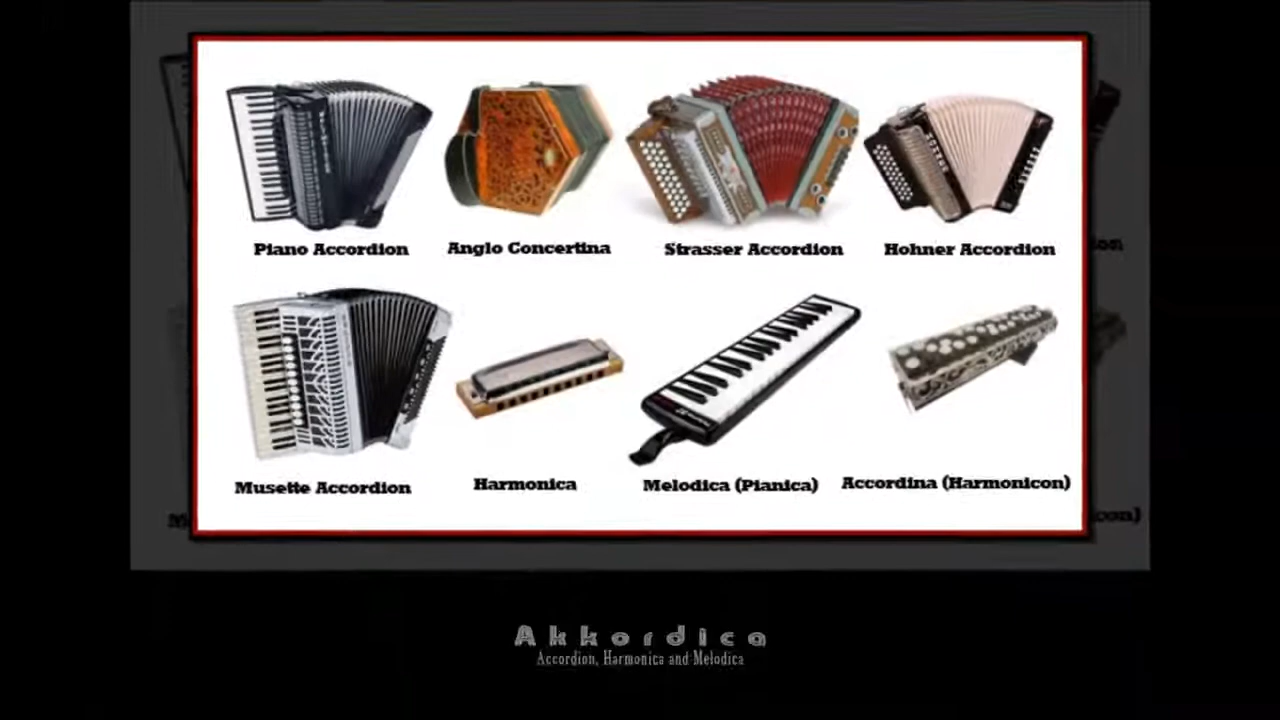 Piano Accordion
Anglo Concertina
Strasser Accordion
Hohner Accordion
Musette Accordion
Harmonica
Melodica (Pianica)
Accordina (Harmonicon)
Akkordica
Accordion, Harmonica and Melodica